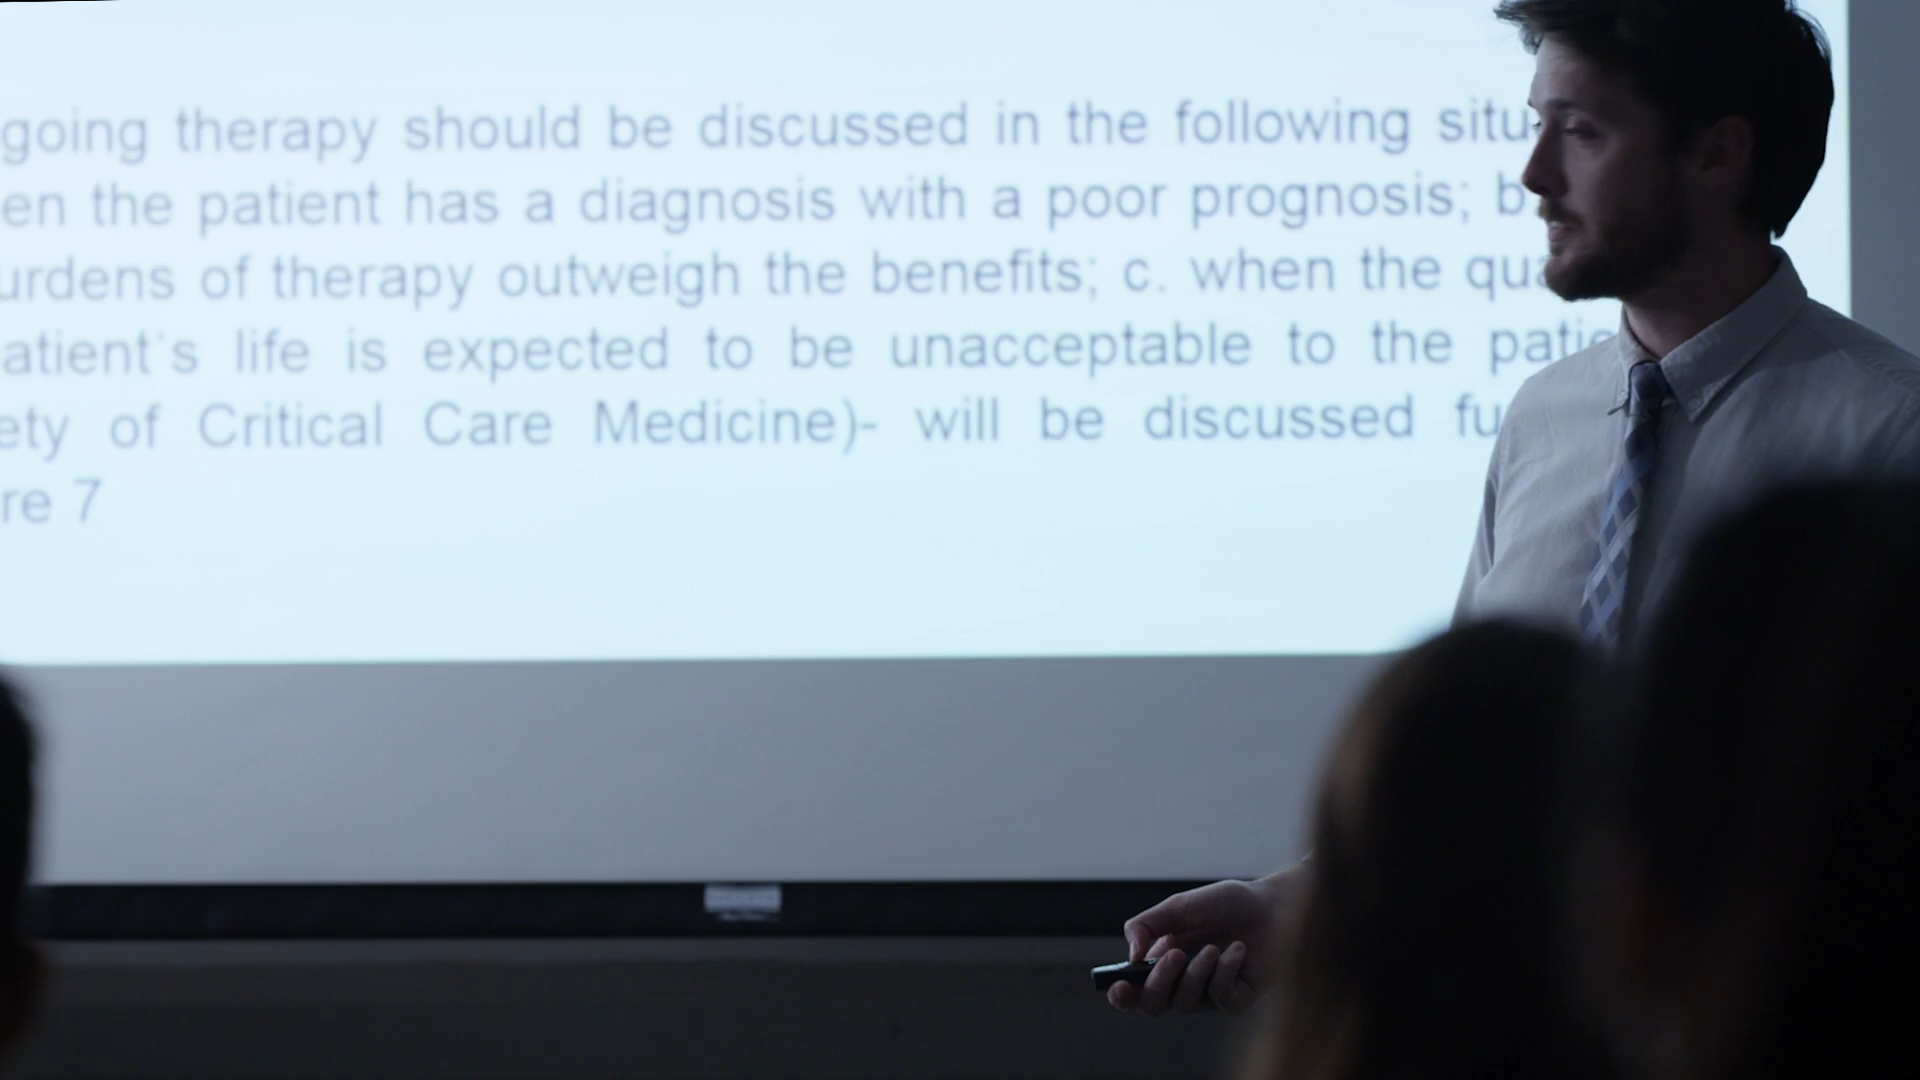 going therapy should be discussed in the following situ
en the patient has a diagnosis with a poor prognosis; b
urdens of therapy outweigh the benefits; c. when the qua
atient's life is expected to be unacceptable to the patie
ety of Critical Care Medicine)- will be discussed fu
re 7